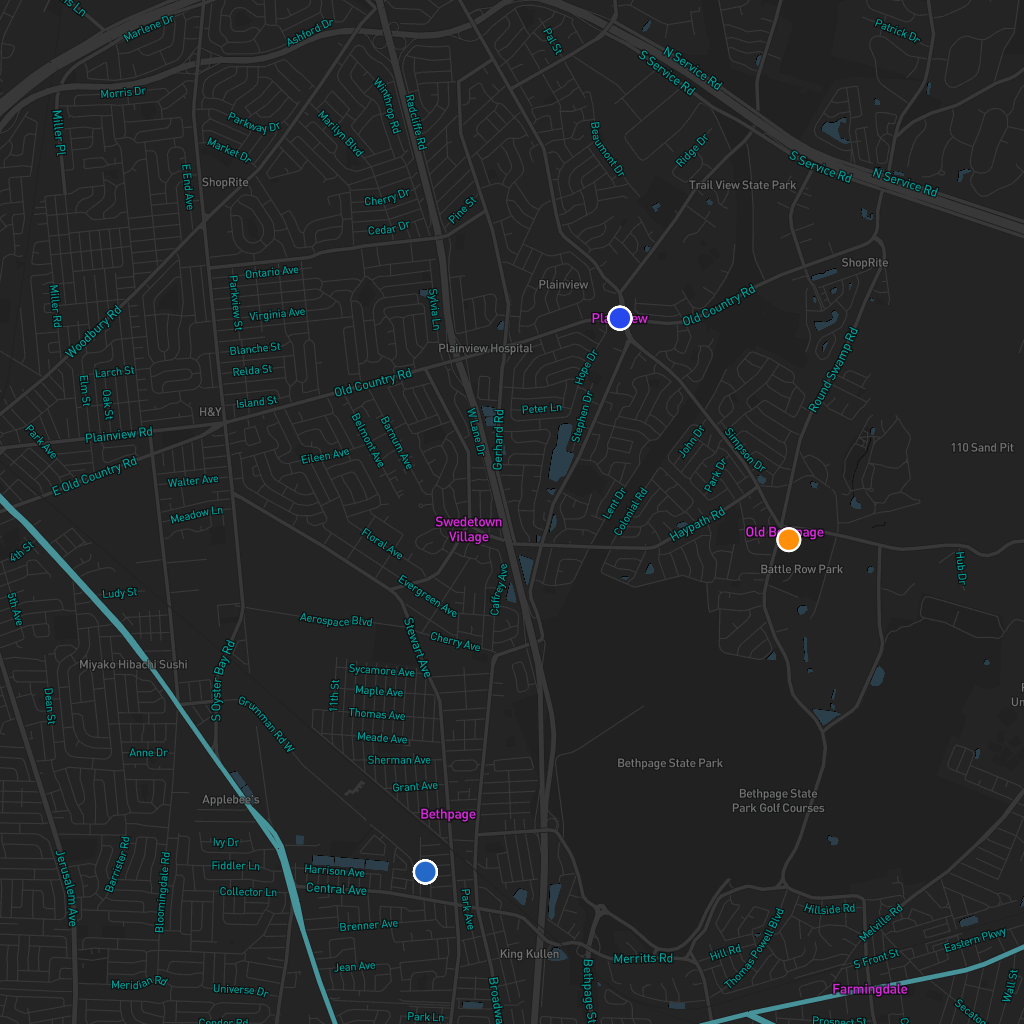 Marlene Dr
Ashford Dr
Pal St
Patrick Dr
N Service Rd
S Service Rd
Morris Dr
Miller Pl
Winthrop Rd
Radcliffe Rd
Parkway Dr
Marilyn Blvd
Market Dr
Beaumont Dr
Ridge Dr
S Service Rd
N Service Rd
ShopRite
E End Ave
Trail View State Park
Cherry Dr
Pine St
Cedar Dr
ShopRite
Ontario Ave
Plainview
Parkview St
Miller Rd
Sylvia Ln
Virginia Ave
Old Country Rd
Woodbury Rd
Blanche St
Plainview Hospital
Relda St
Larch St
Hope Dr
Round Swamp Rd
Elm St
Oak St
Old Country Rd
Island St
H&Y
Peter Ln
Stephen Dr
W Lane Dr
Gerhard Rd
Belmont Ave
Barnum Ave
Park Ave
Plainview Rd
John Dr
Simpson Dr
110 Sand Pit
Eileen Ave
E Old Country Rd
Park Dr
Walter Ave
Lent Dr
Colonial Rd
Meadow Ln
Swedetown
Village
Haypath Rd
4th St
Floral Ave
Battle Row Park
Hub Dr
Caffrey Ave
Evergreen Ave
Ludy St
5th Ave
Aerospace Blvd
Cherry Ave
Stewart Ave
Miyako Hibachi Sushi
S Oyster Bay Rd
Sycamore Ave
11th St
Maple Ave
Dean St
Thomas Ave
Grumman Rd W
Meade Ave
Anne Dr
Sherman Ave
Bethpage State Park
Grant Ave
Applebee's
Bethpage State
Park Golf Courses
Bethpage
Ivy Dr
Barrister Rd
Fiddler Ln
Harrison Ave
Jerusalem Ave
Bloomingdale Rd
Collector Ln
Central Ave
Park Ave
Hillside Rd
Brenner Ave
Melville Rd
Thomas Powell Blvd
Eastern Pkwy
Hill Rd
King Kullen
Merritts Rd
S Front St
Jean Ave
Bethpage St
Wall St
Meridian Rd
Universe Dr
Farmingdale
Park Ln
Condor Rd
Prospect St